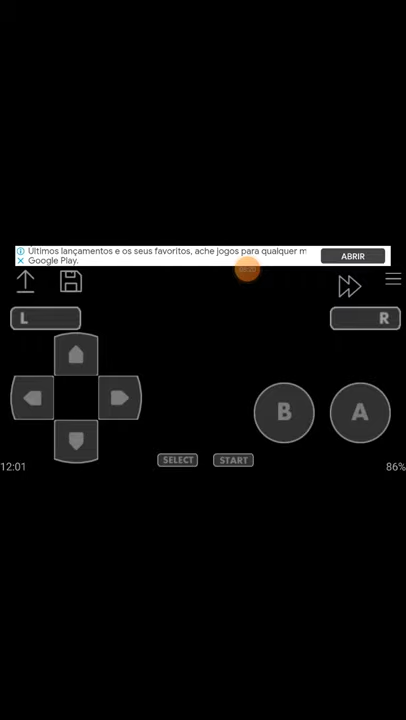 Últimos lançamentos e os seus favoritos, ache jogos para qualquer m
Google Play.
ABRIR
L
R
B
A
SELECT
START
12:01
86%